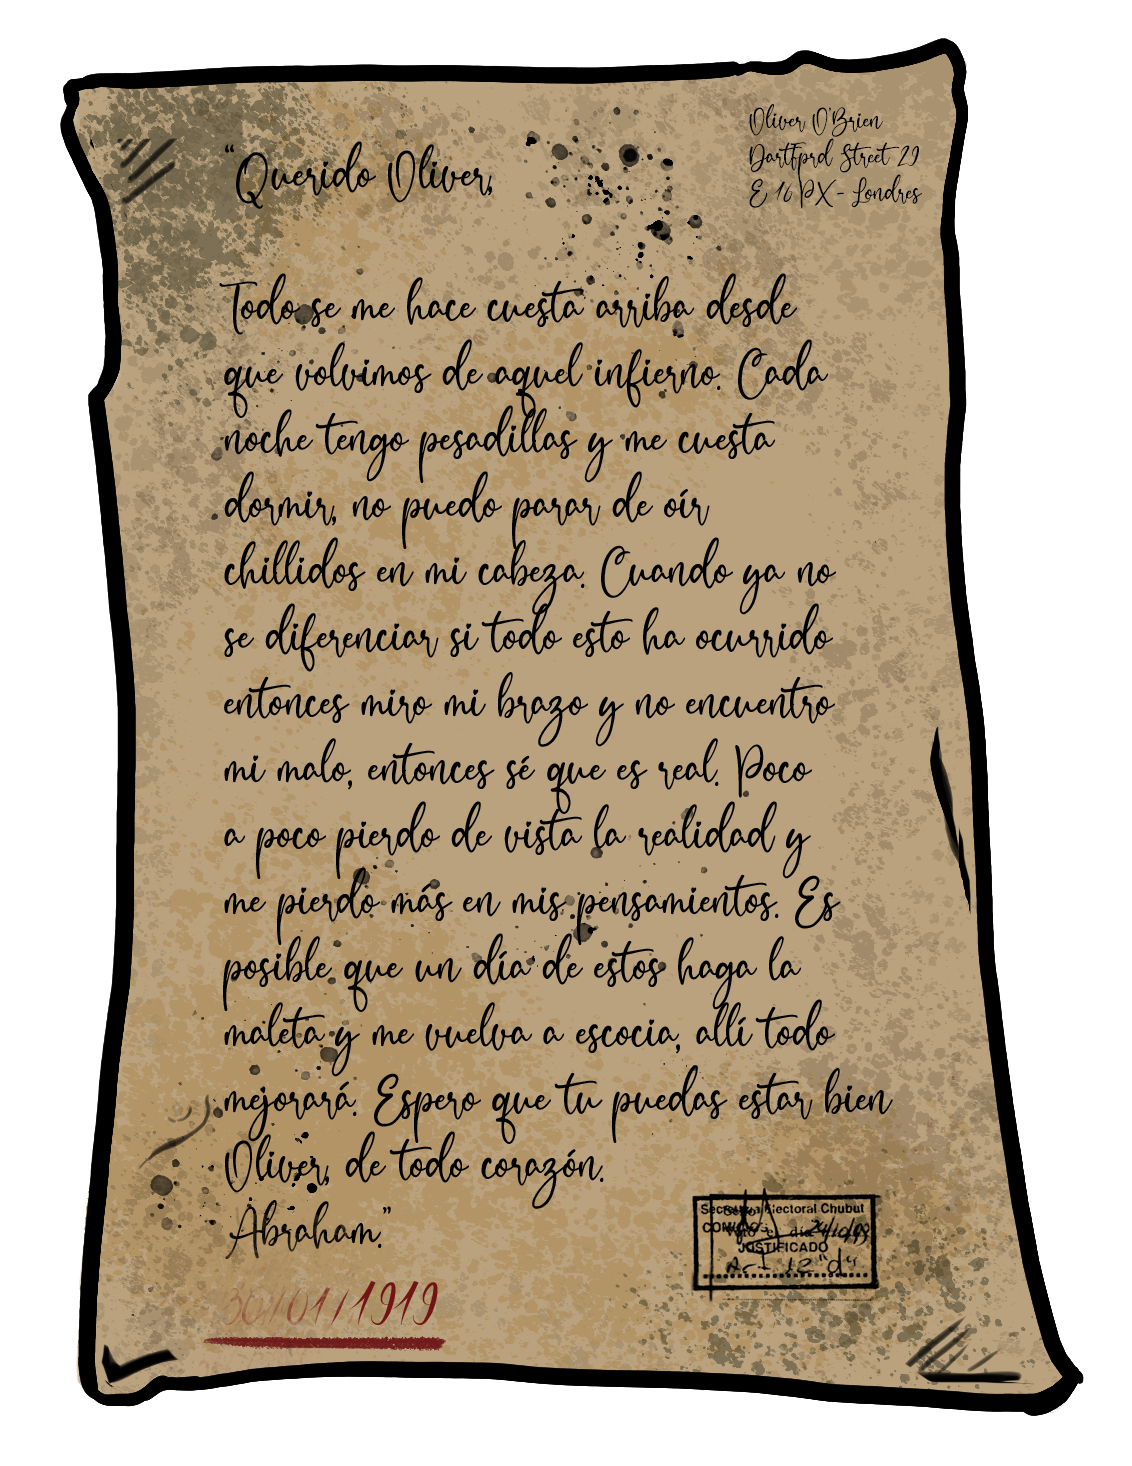 "Querido Oliver,
Oliver O'Brien
Dartfprd Street 29
E 16 PX- Londres
Todo se me hace cuesta arriba desde
que volvimos de aquel infierno. Cada
noche tengo pesadillas y me cuesta
dormir, no puedo parar de oír
chillidos en mi cabeza. Cuando ya no
se diferenciar si todo esto ha ocurrido
entonces miro mi brazo y no encuentro
mi malo, entonces sé que es real. Poco
a poco pierdo de vista la realidad y
me pierdo más en mis pensamientos. Es
posible que un día de estos haga la
maleta y me vuelva a escocia, allí todo
mejorará. Espero que tu puedas estar bien
Oliver, de todo corazón.
Abraham."
30/01/1919
Electoral Chubut
JUSTIFICADO